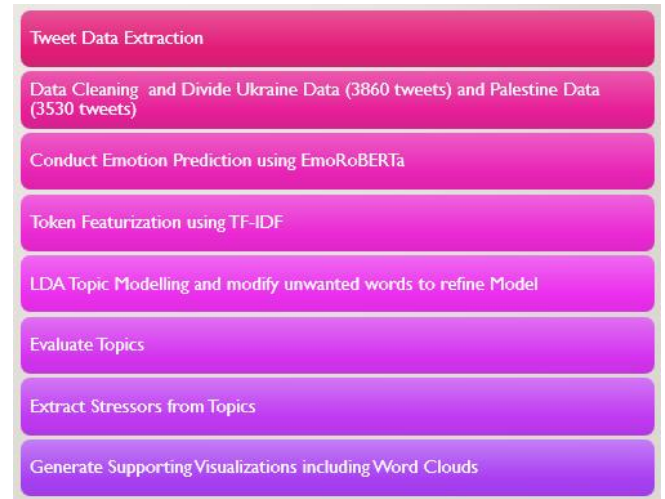 Tweet Data Extraction
Data Cleaning and Divide Ukraine Data (3860 tweets) and Palestine Data
(3530 tweets)
Conduct Emotion Prediction using EmoRoBERTa
Token Featurization using TF-IDF
LDA Topic Modelling and modify unwanted words to refine Model
Evaluate Topics
Extract Stressors from Topics
Generate Supporting Visualizations including Word Clouds